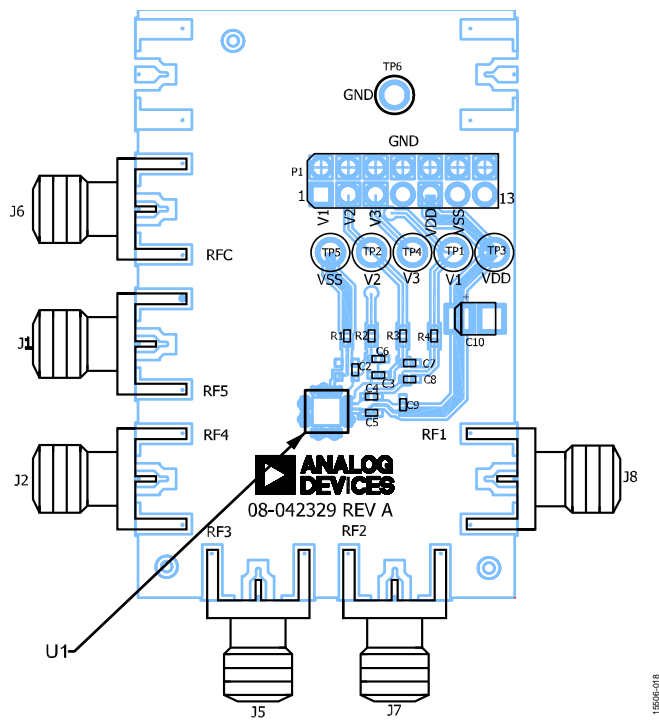 TP6
GND
GND
P1
1
13
V1
V2
V3
VDD
VSS
J6
RFC
TP5
TP2
TP4
TP1
TP3
VSS
V2
V3
V1
VDD
+
C10
J1
R1
R2
R3
R4
C6
C7
C2
C3
C8
RF5
C4
C9
C5
RF4
RF1
J2
J8
ANALOG
DEVICES
08-042329 REV A
RF3
RF2
U1
J5
J7
15506-018